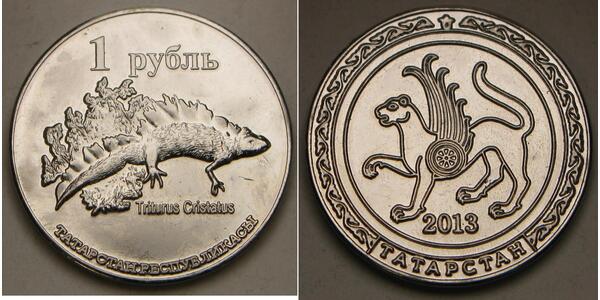 1 рубль
Triturus Cristatus
ТАТАРСТАН РЕСПУБЛИКАСЫ
2013
ТАТАРСТАН